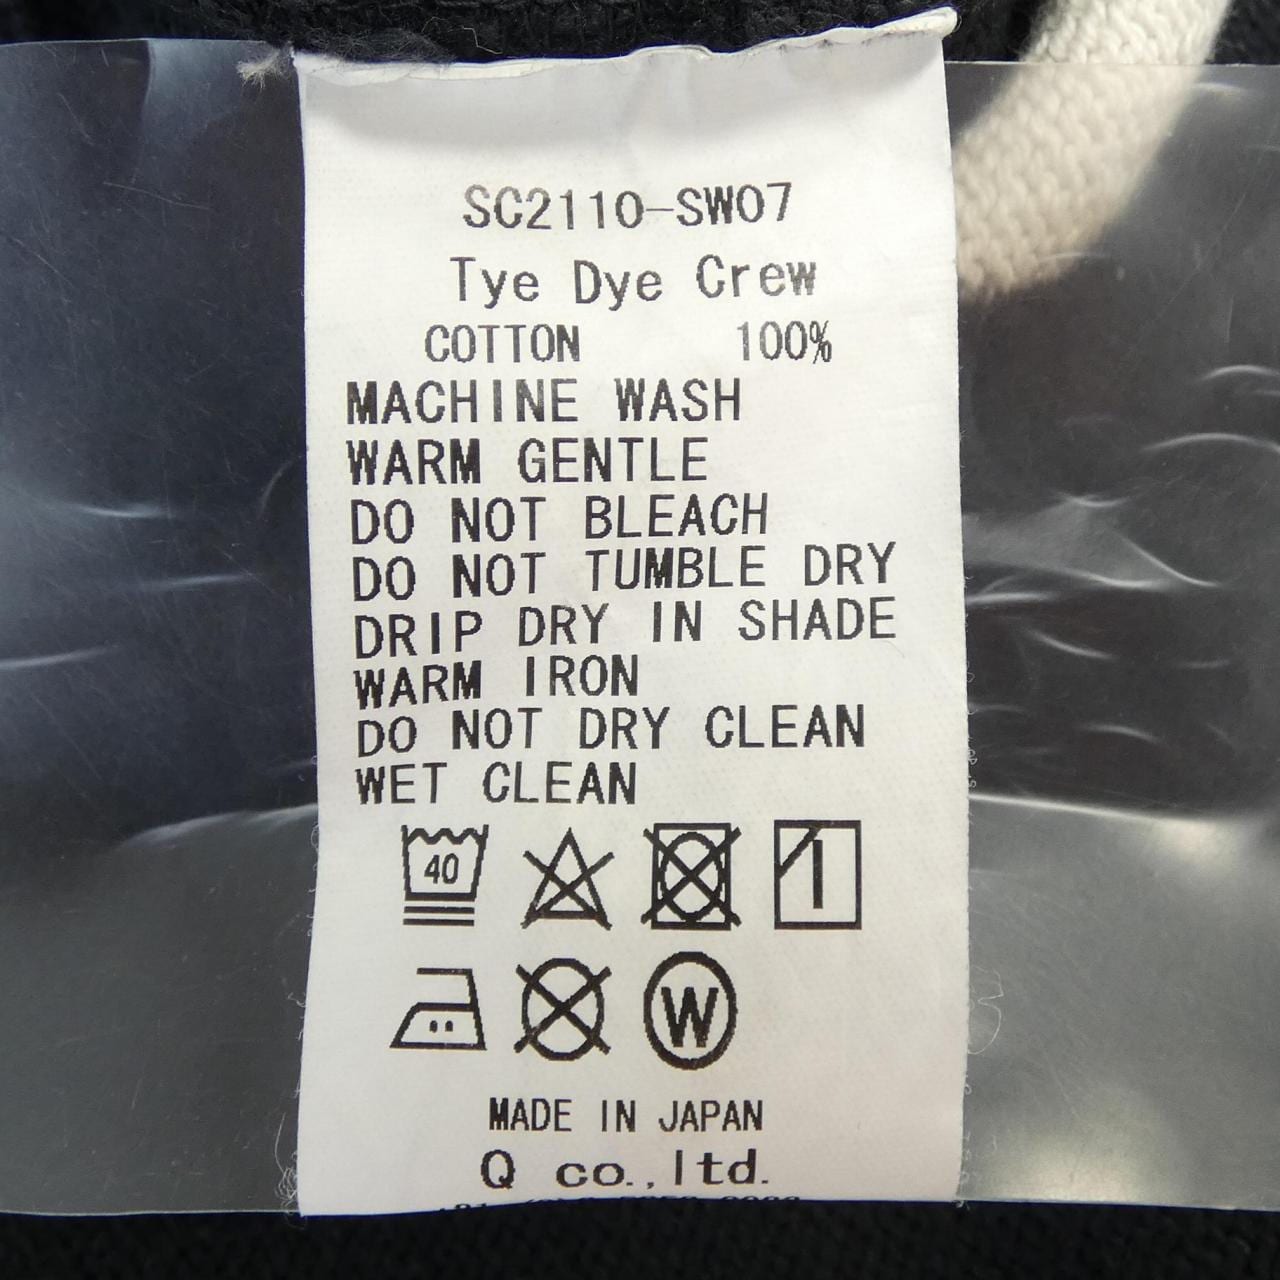 SC2110-SW07
Tye Dye Crew
COTTON 100%
MACHINE WASH
WARM GENTLE
DO NOT BLEACH
DO NOT TUMBLE DRY
DRIP DRY IN SHADE
WARM IRON
DO NOT DRY CLEAN
WET CLEAN
40
W
MADE IN JAPAN
Q co.,ltd.